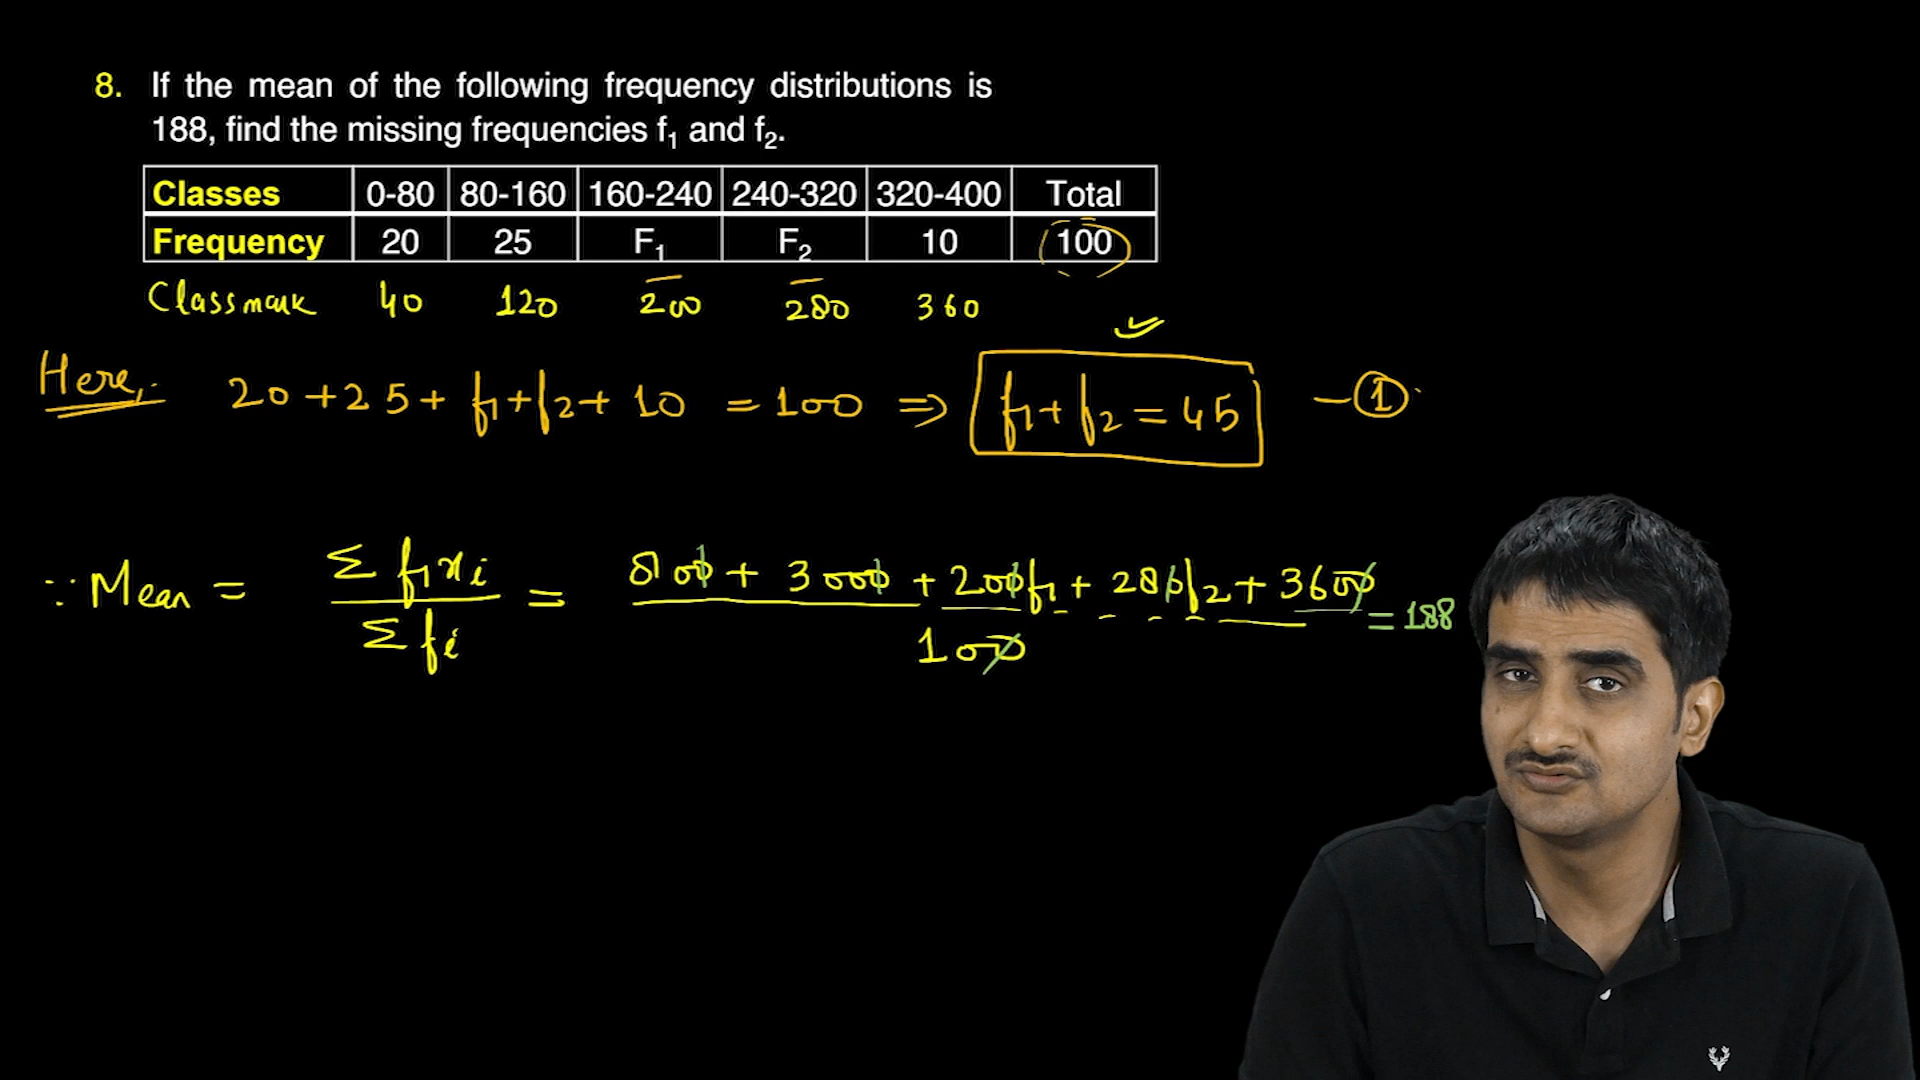 8. If the mean of the following frequency distributions is
188, find the missing frequencies f₁ and f₂.
Classes 0-80 80-160 160-240 240-320 320-400 Total
Frequency 20 25 F₁ F₂ 10 100
Classmark 40 120 200 280 360
Here, 20 + 25 + f₁ + f₂ + 10 = 100 ⇒ f₁ + f₂ = 45 — ①
∵ Mean = Σ f₁xᵢ / Σ fᵢ = 800 + 3000 + 200f₁ + 280f₂ + 3600 / 100 = 188